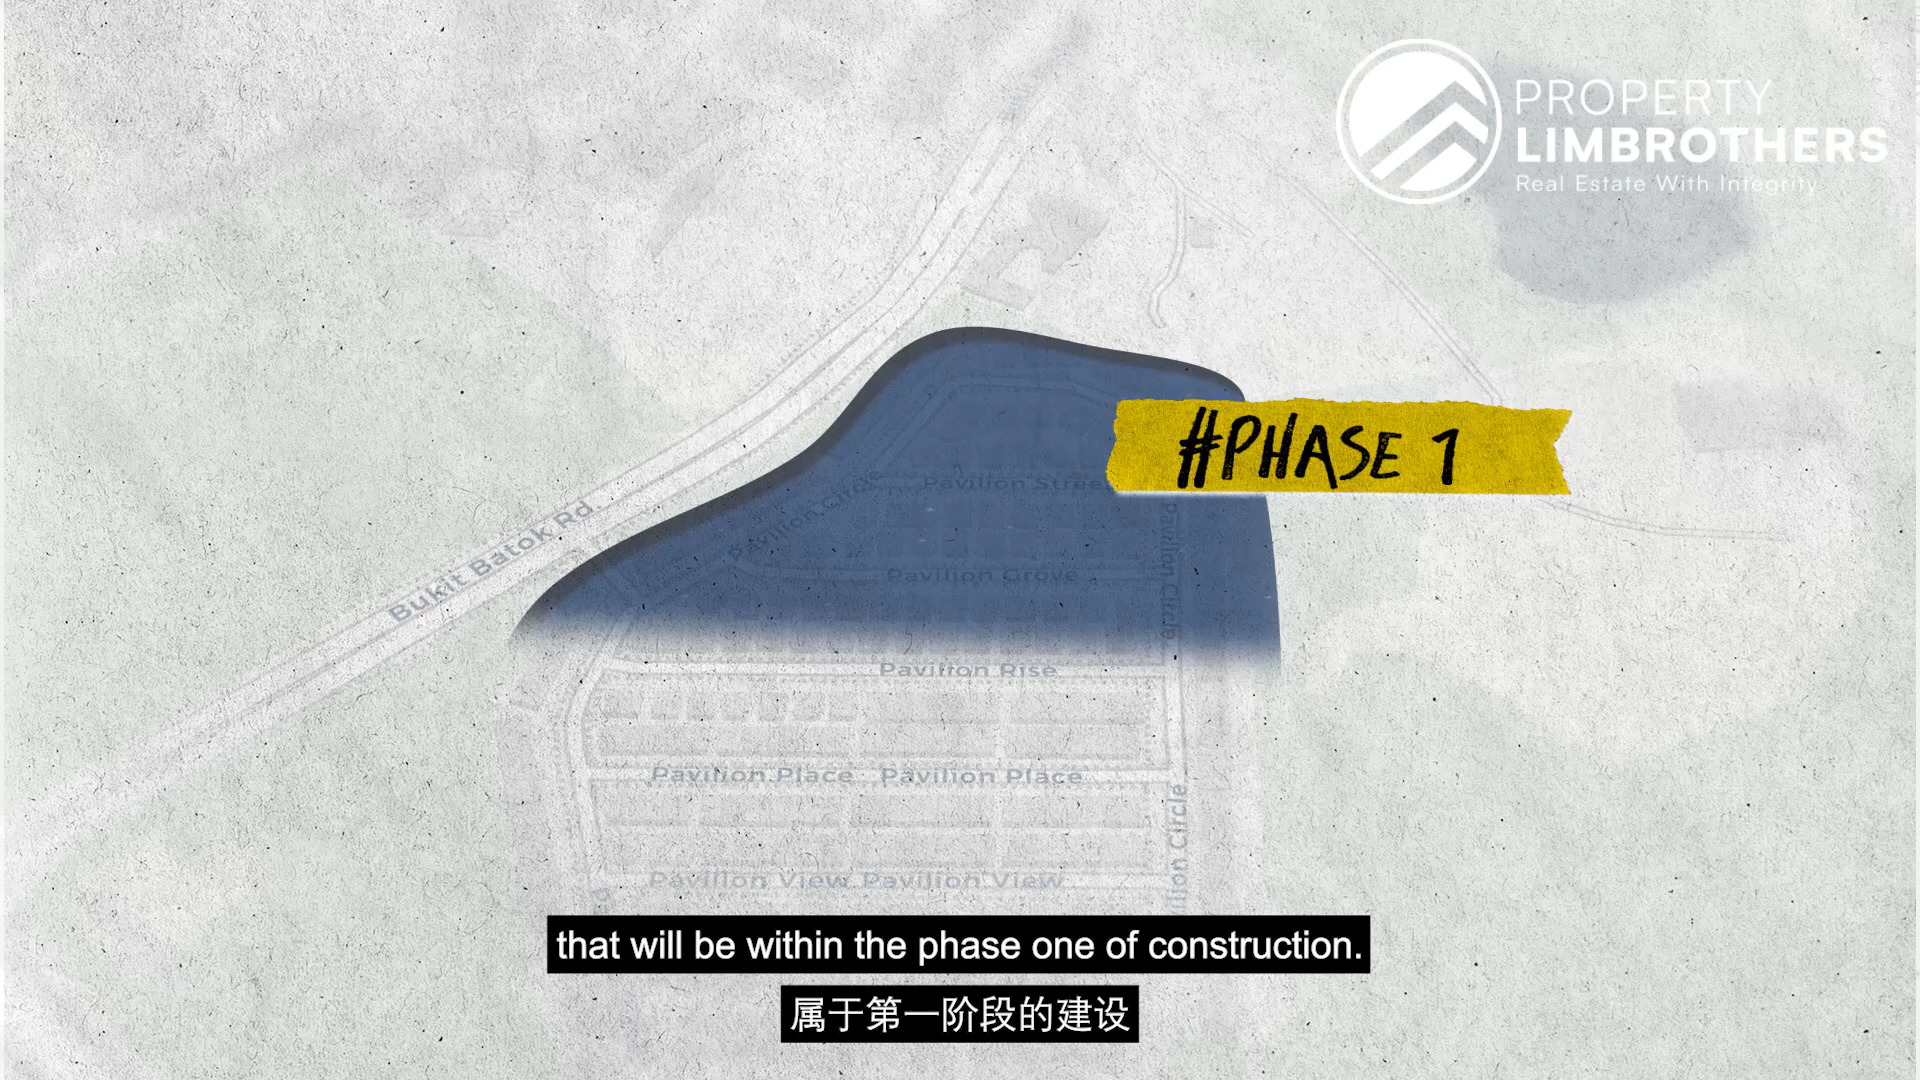 PROPERTY
LIMBROTHERS
Real Estate With Integrity
#PHASE 1
Pavilion Street
Pavilion Circle
Pavilion Circle
Bukit Batok Rd.
Pavilion Grove
Pavilion Rise
Pavilion Place Pavilion Place
Pavilion View Pavilion View
that will be within the phase one of construction.
属于第一阶段的建设